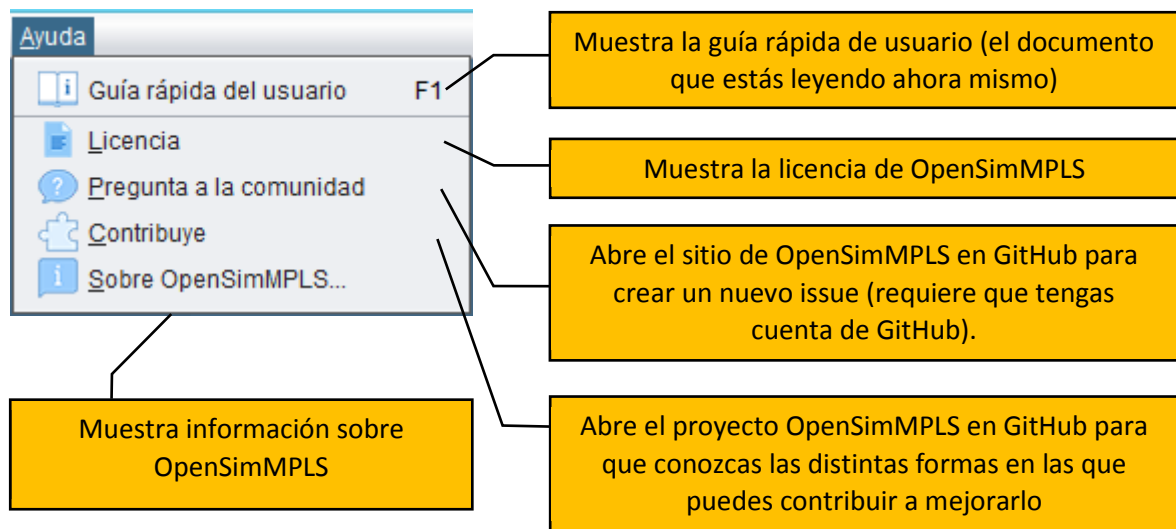 Ayuda
Guía rápida del usuario F1
Licencia
Pregunta a la comunidad
Contribuye
Sobre OpenSimMPLS...
Muestra la guía rápida de usuario (el documento
que estás leyendo ahora mismo)
Muestra la licencia de OpenSimMPLS
Abre el sitio de OpenSimMPLS en GitHub para
crear un nuevo issue (requiere que tengas
cuenta de GitHub).
Muestra información sobre
OpenSimMPLS
Abre el proyecto OpenSimMPLS en GitHub para
que conozcas las distintas formas en las que
puedes contribuir a mejorarlo